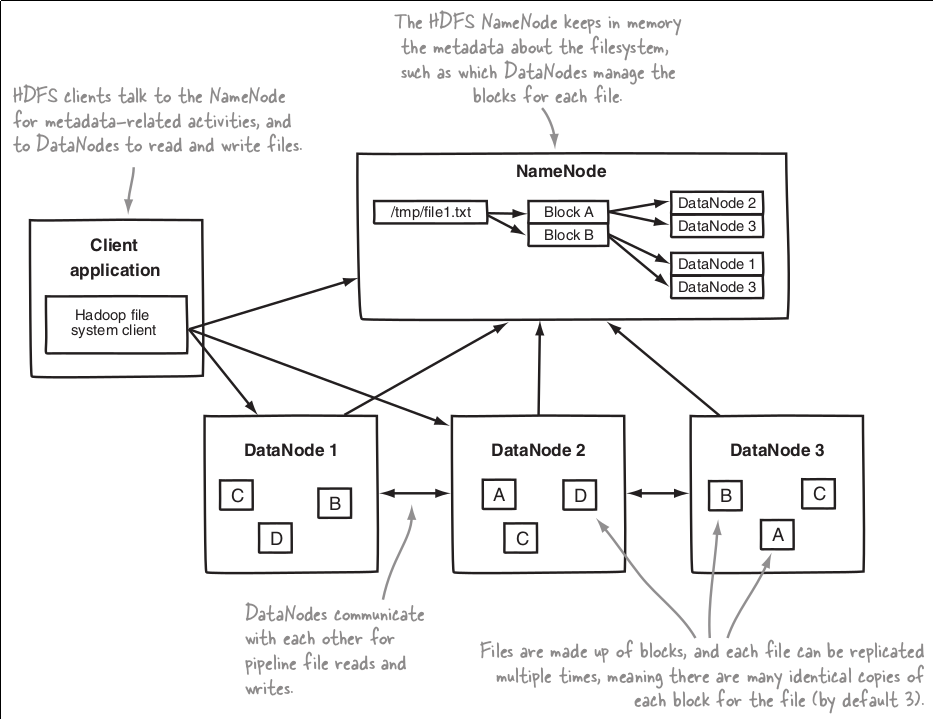 The HDFS NameNode keeps in memory
the metadata about the filesystem,
such as which DataNodes manage the
blocks for each file.
HDFS clients talk to the NameNode
for metadata-related activities, and
to DataNodes to read and write files.
NameNode
/tmp/file1.txt
Block A
Block B
DataNode 2
DataNode 3
DataNode 1
DataNode 3
Client
application
Hadoop file
system client
DataNode 1
C
B
D
DataNode 2
A
D
C
DataNode 3
B
C
A
DataNodes communicate
with each other for
pipeline file reads and
writes.
Files are made up of blocks, and each file can be replicated
multiple times, meaning there are many identical copies of
each block for the file (by default 3).